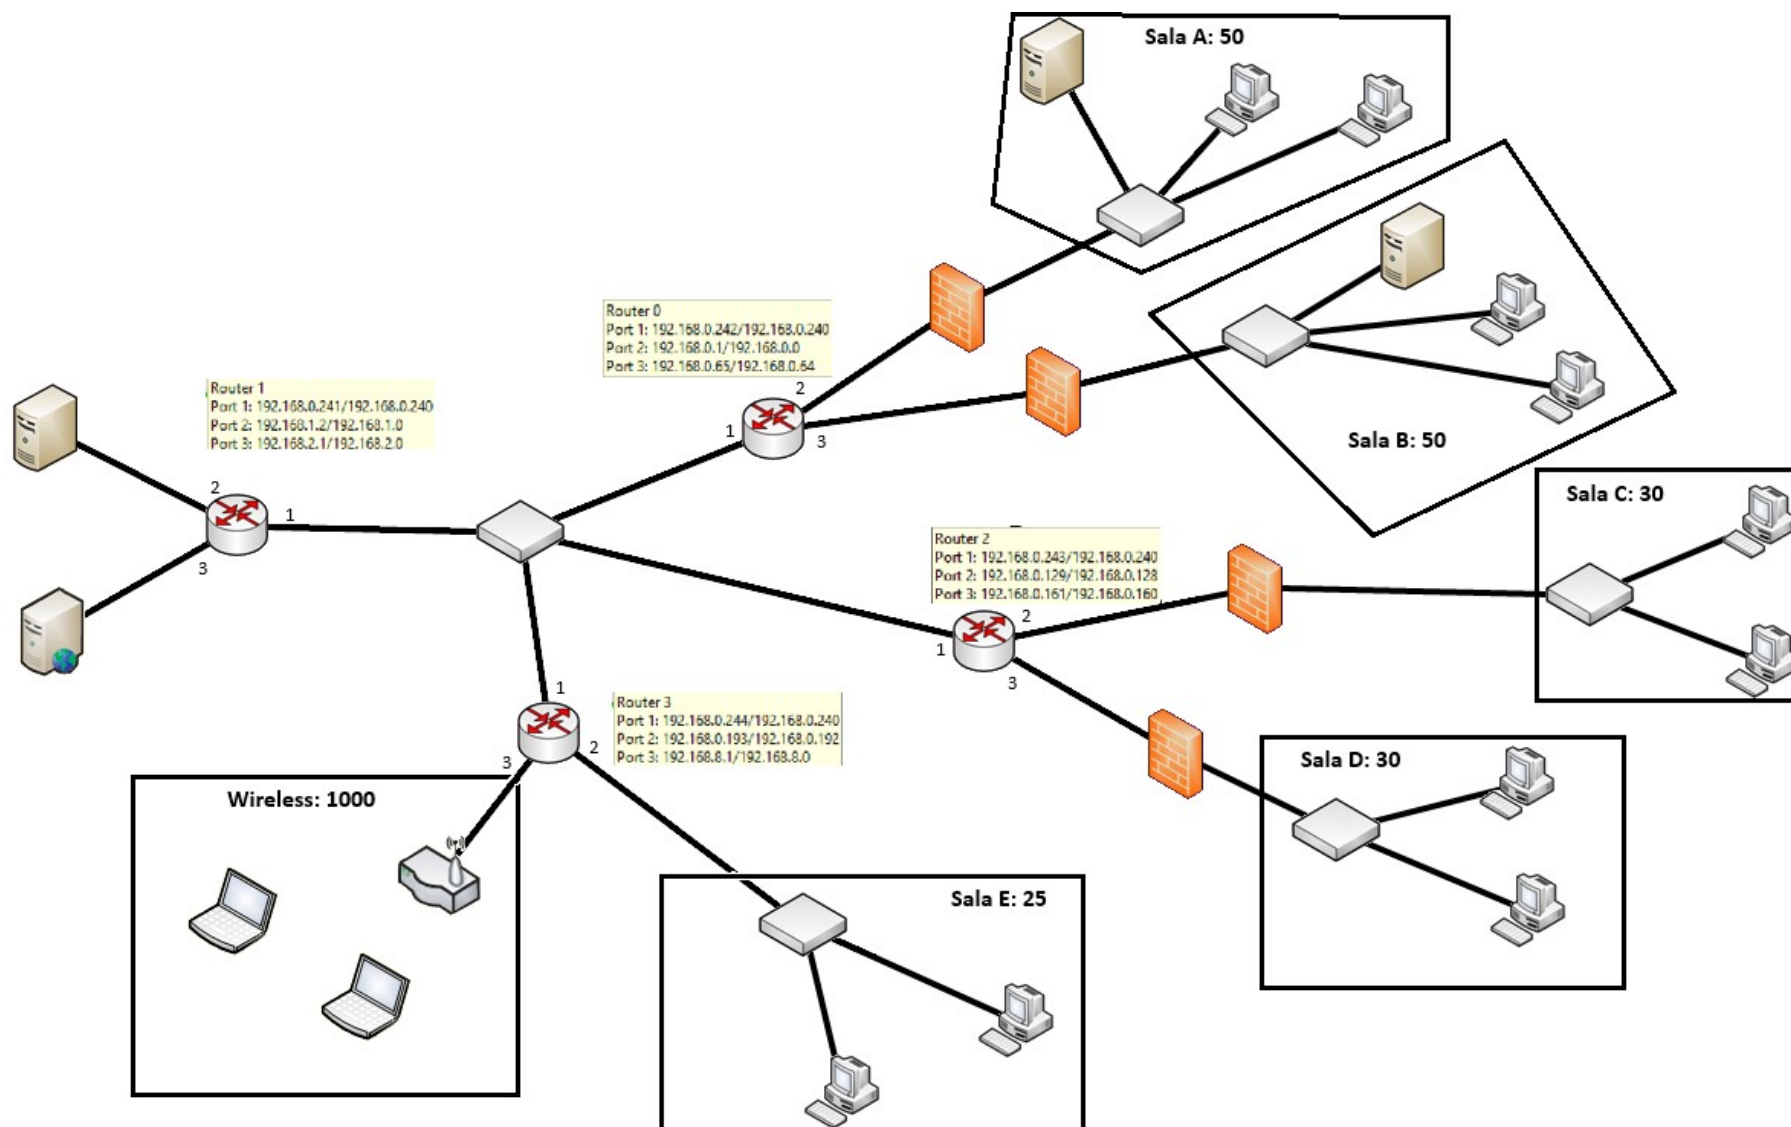 Sala A: 50
Router 0
Port 1: 192.168.0.242/192.168.0.240
Port 2: 192.168.0.1/192.168.0.0
Port 3: 192.168.0.65/192.168.0.64
2
1
3
Sala B: 50
Router 1
Port 1: 192.168.0.241/192.168.0.240
Port 2: 192.168.1.2/192.168.1.0
Port 3: 192.168.2.1/192.168.2.0
2
1
3
Sala C: 30
Router 2
Port 1: 192.168.0.243/192.168.0.240
Port 2: 192.168.0.129/192.168.0.128
Port 3: 192.168.0.161/192.168.0.160
2
1
3
Router 3
Port 1: 192.168.0.244/192.168.0.240
Port 2: 192.168.0.193/192.168.0.192
Port 3: 192.168.8.1/192.168.8.0
1
2
3
Sala D: 30
Wireless: 1000
Sala E: 25